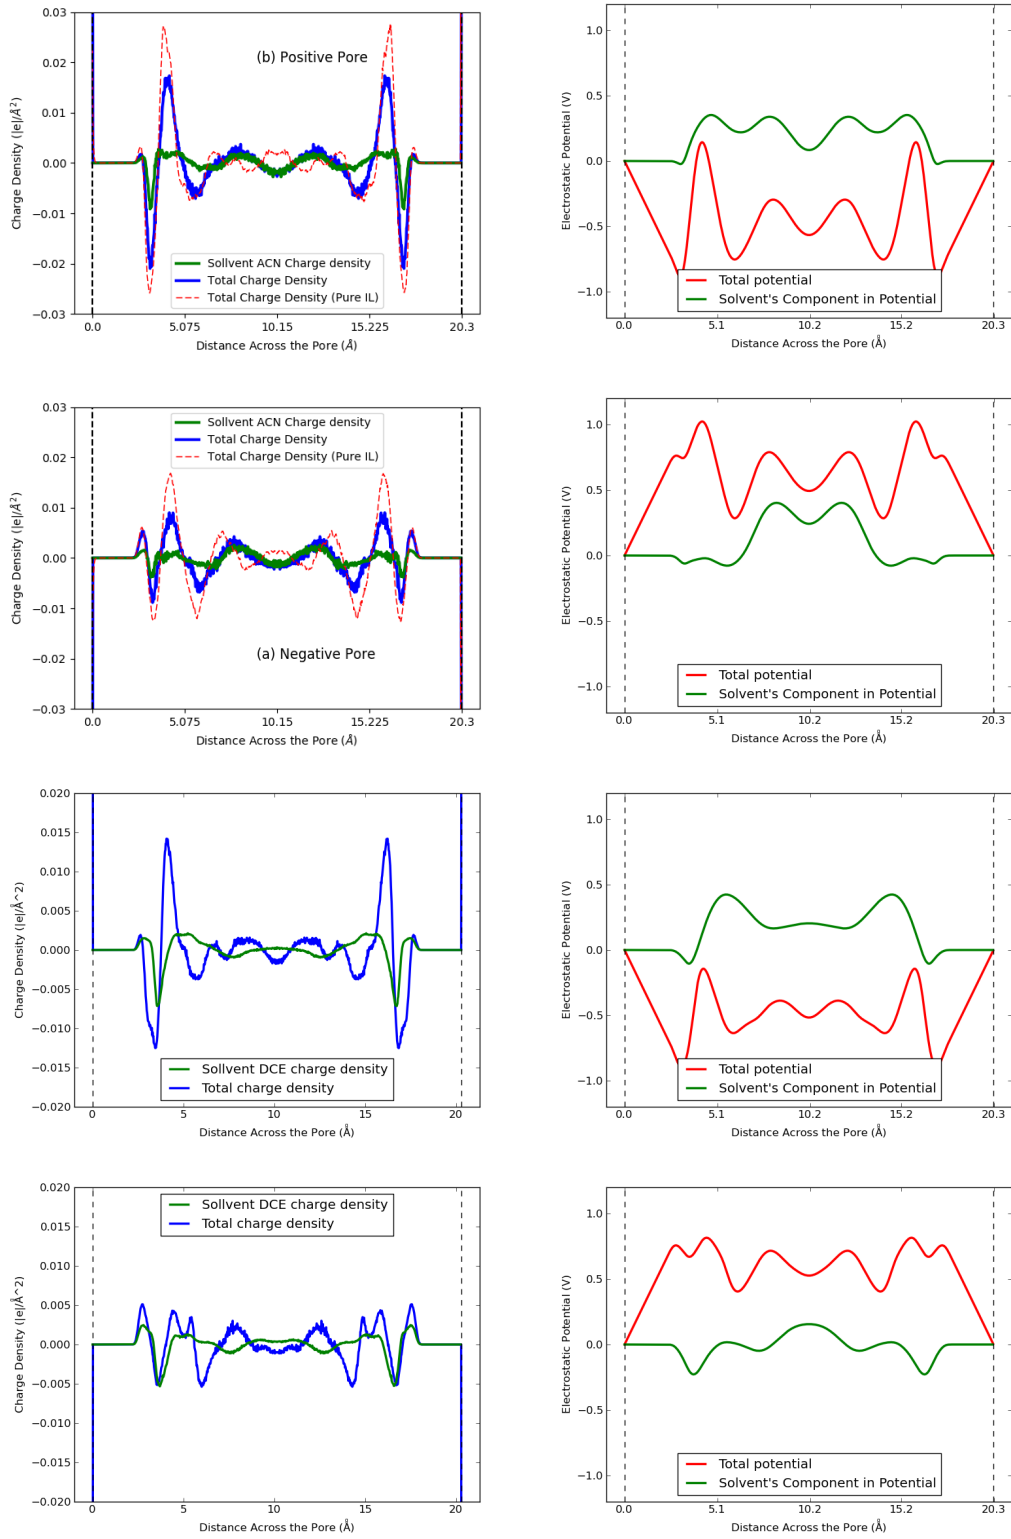 0.03
0.02
0.01
0.00
−0.01
−0.02
−0.03
Charge Density (|e|/Å²)
(b) Positive Pore
Sollvent ACN Charge density
Total Charge Density
Total Charge Density (Pure IL)
0.0 5.075 10.15 15.225 20.3
Distance Across the Pore (Å)
1.0
0.5
0.0
−0.5
−1.0
Electrostatic Potential (V)
Total potential
Solvent's Component in Potential
0.0 5.1 10.2 15.2 20.3
Distance Across the Pore (Å)
0.03
0.02
0.01
0.00
−0.01
−0.02
−0.03
Charge Density (|e|/Å²)
Sollvent ACN Charge density
Total Charge Density
Total Charge Density (Pure IL)
(a) Negative Pore
0.0 5.075 10.15 15.225 20.3
Distance Across the Pore (Å)
1.0
0.5
0.0
−0.5
−1.0
Electrostatic Potential (V)
Total potential
Solvent's Component in Potential
0.0 5.1 10.2 15.2 20.3
Distance Across the Pore (Å)
0.020
0.015
0.010
0.005
0.000
−0.005
−0.010
−0.015
−0.020
Charge Density (|e|/Å^2)
Sollvent DCE charge density
Total charge density
0 5 10 15 20
Distance Across the Pore (Å)
1.0
0.5
0.0
−0.5
−1.0
Electrostatic Potential (V)
Total potential
Solvent's Component in Potential
0.0 5.1 10.2 15.2 20.3
Distance Across the Pore (Å)
0.020
0.015
0.010
0.005
0.000
−0.005
−0.010
−0.015
−0.020
Charge Density (|e|/Å^2)
Sollvent DCE charge density
Total charge density
0 5 10 15 20
Distance Across the Pore (Å)
1.0
0.5
0.0
−0.5
−1.0
Electrostatic Potential (V)
Total potential
Solvent's Component in Potential
0.0 5.1 10.2 15.2 20.3
Distance Across the Pore (Å)